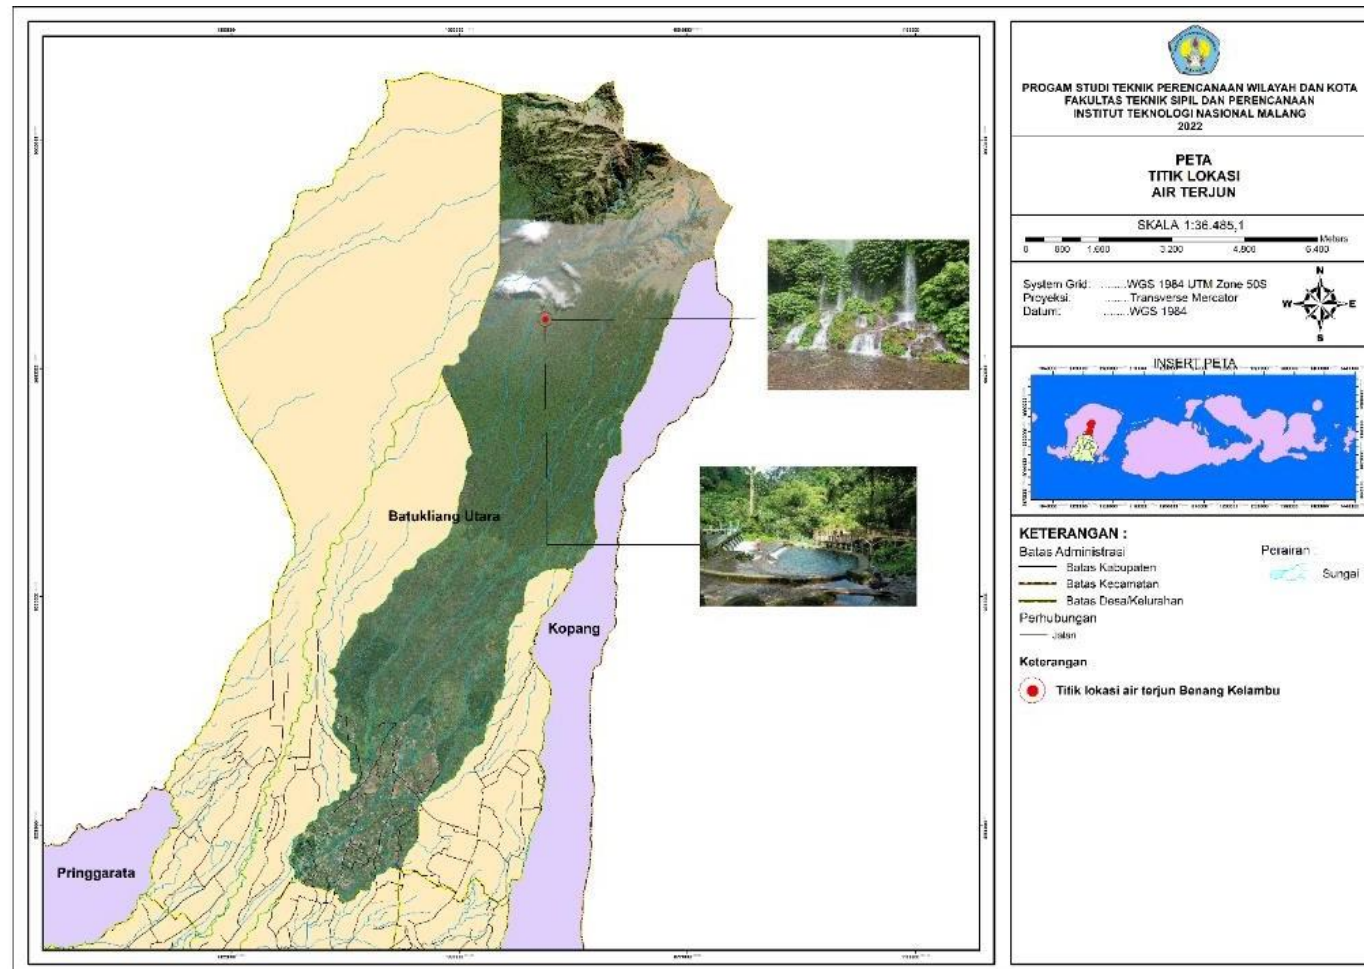 Batukliang Utara
Kopang
Pringgarata
PROGAM STUDI TEKNIK PERENCANAAN WILAYAH DAN KOTA
FAKULTAS TEKNIK SIPIL DAN PERENCANAAN
INSTITUT TEKNOLOGI NASIONAL MALANG
2022
PETA
TITIK LOKASI
AIR TERJUN
SKALA 1:36.485,1
Meters
0 800 1.600 3.200 4.800 6.400
System Grid: ........WGS 1984 UTM Zone 50S
Proyeksi: ........Transverse Mercator
Datum: ........WGS 1984
N
W E
S
INSERT PETA
KETERANGAN :
Batas Administrasi
Batas Kabupaten
Batas Kecamatan
Batas Desa/Kelurahan
Perhubungan
Jalan
Perairan :
Sungai
Keterangan
Titik lokasi air terjun Benang Kelambu